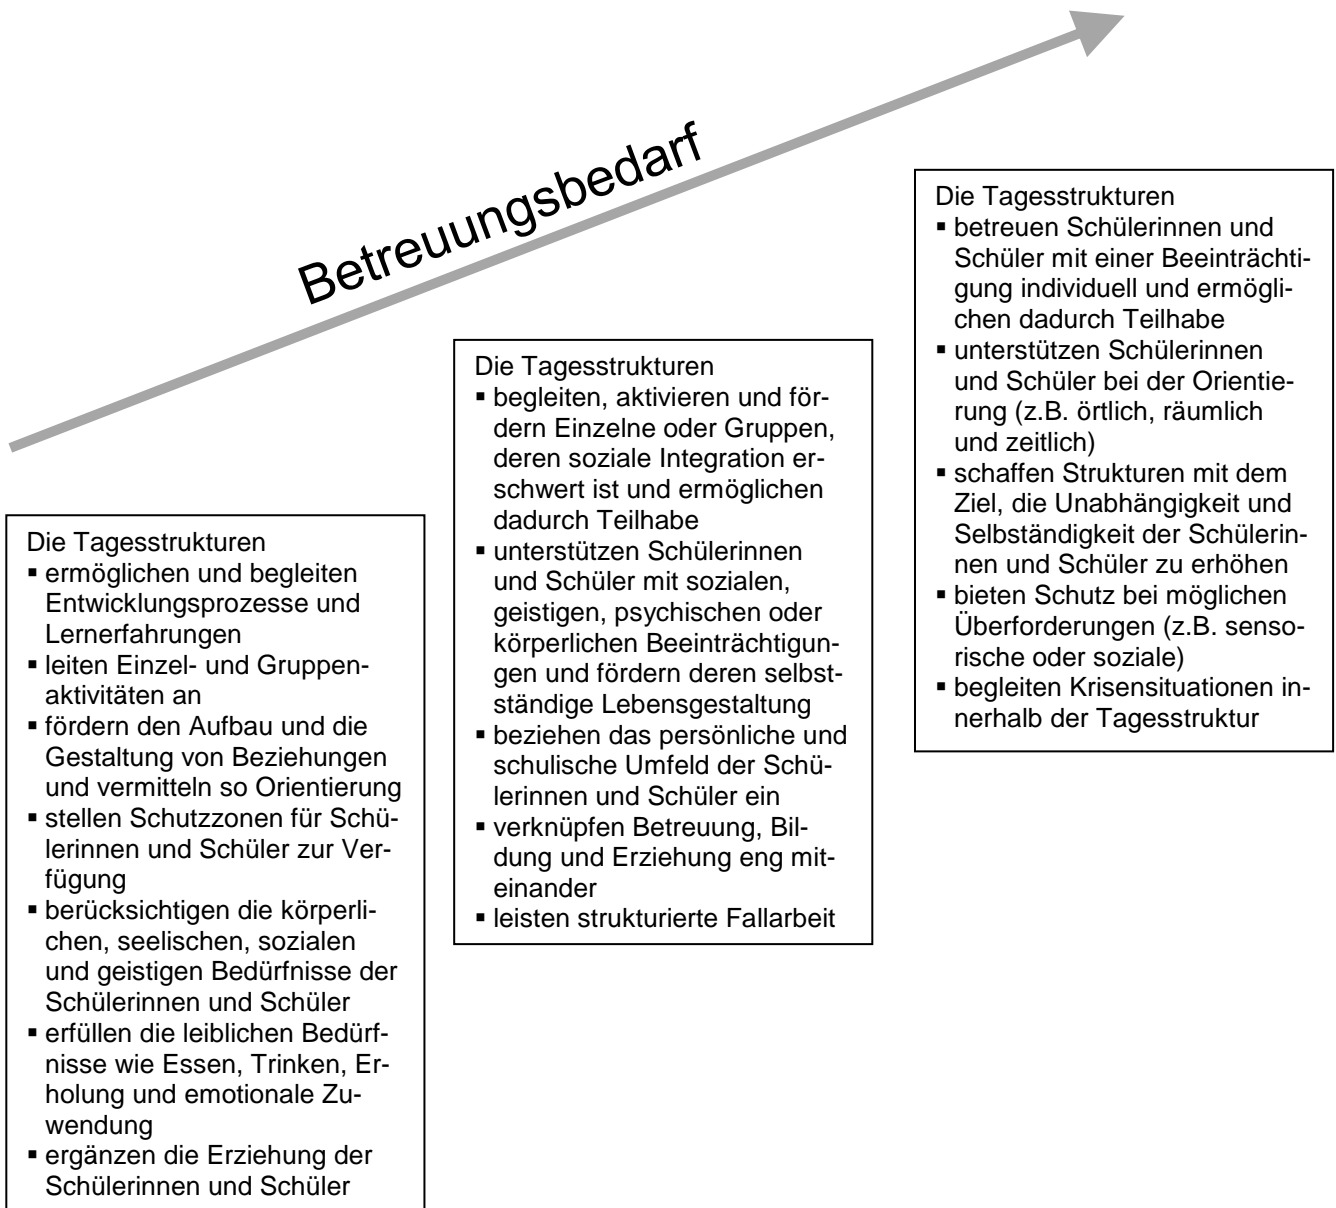 Betreuungsbedarf
Die Tagesstrukturen
▪ ermöglichen und begleiten
Entwicklungsprozesse und
Lernerfahrungen
▪ leiten Einzel- und Gruppen-
aktivitäten an
▪ fördern den Aufbau und die
Gestaltung von Beziehungen
und vermitteln so Orientierung
▪ stellen Schutzzonen für Schü-
lerinnen und Schüler zur Ver-
fügung
▪ berücksichtigen die körperli-
chen, seelischen, sozialen
und geistigen Bedürfnisse der
Schülerinnen und Schüler
▪ erfüllen die leiblichen Bedürf-
nisse wie Essen, Trinken, Er-
holung und emotionale Zu-
wendung
▪ ergänzen die Erziehung der
Schülerinnen und Schüler
Die Tagesstrukturen
▪ begleiten, aktivieren und för-
dern Einzelne oder Gruppen,
deren soziale Integration er-
schwert ist und ermöglichen
dadurch Teilhabe
▪ unterstützen Schülerinnen
und Schüler mit sozialen,
geistigen, psychischen oder
körperlichen Beeinträchtigun-
gen und fördern deren selbst-
ständige Lebensgestaltung
▪ beziehen das persönliche und
schulische Umfeld der Schü-
lerinnen und Schüler ein
▪ verknüpfen Betreuung, Bil-
dung und Erziehung eng mit-
einander
▪ leisten strukturierte Fallarbeit
Die Tagesstrukturen
▪ betreuen Schülerinnen und
Schüler mit einer Beeinträchti-
gung individuell und ermögli-
chen dadurch Teilhabe
▪ unterstützen Schülerinnen
und Schüler bei der Orientie-
rung (z.B. örtlich, räumlich
und zeitlich)
▪ schaffen Strukturen mit dem
Ziel, die Unabhängigkeit und
Selbständigkeit der Schülerin-
nen und Schüler zu erhöhen
▪ bieten Schutz bei möglichen
Überforderungen (z.B. senso-
rische oder soziale)
▪ begleiten Krisensituationen in-
nerhalb der Tagesstruktur